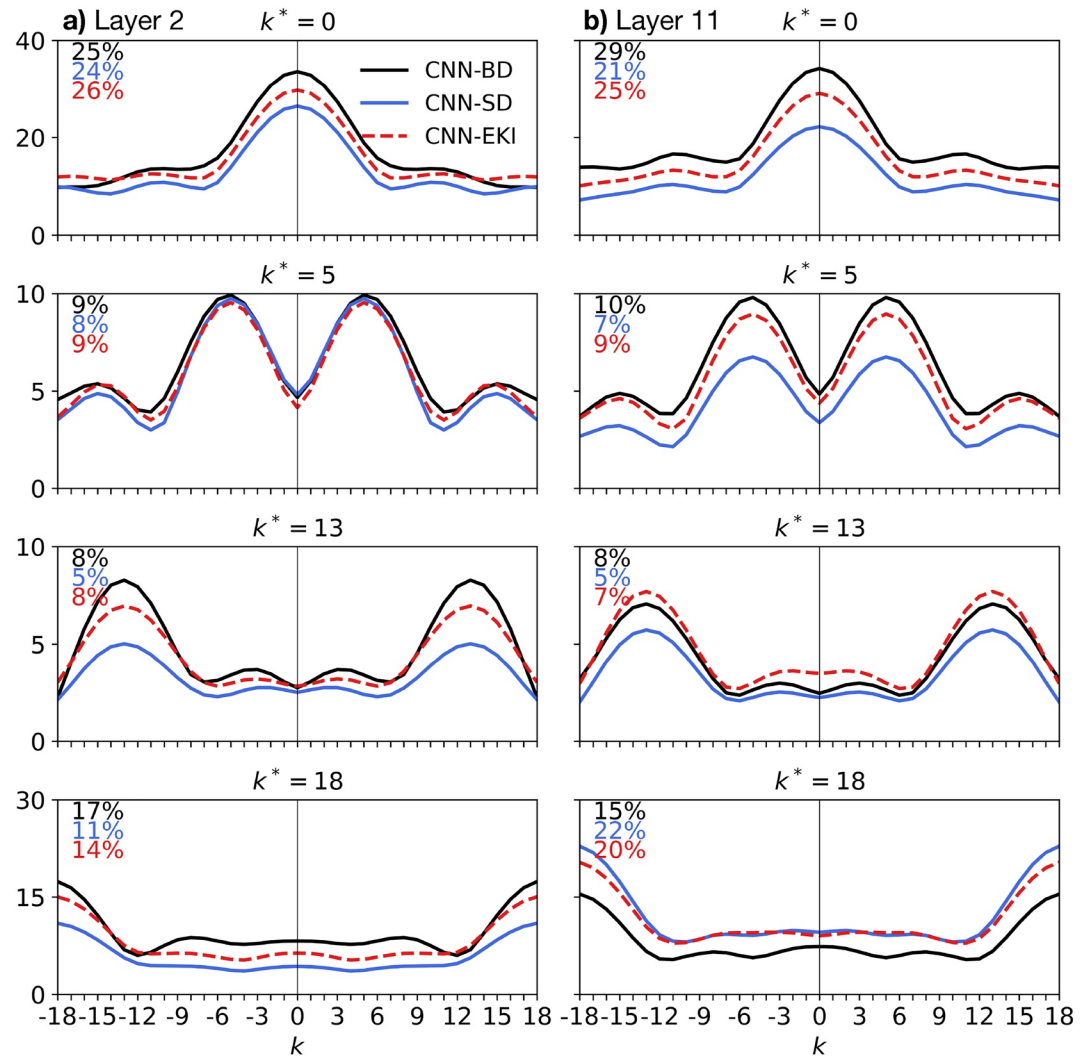 a) Layer 2
k* = 0
40
20
0
25%
24%
26%
CNN-BD
CNN-SD
CNN-EKI
-18 -15 -12 -9 -6 -3 0 3 6 9 12 15 18
k* = 5
10
5
0
9%
8%
9%
k* = 13
10
5
0
8%
5%
8%
k* = 18
30
15
0
17%
11%
14%
k
b) Layer 11
k* = 0
29%
21%
25%
k* = 5
10%
7%
9%
k* = 13
8%
5%
7%
k* = 18
15%
22%
20%
-18 -15 -12 -9 -6 -3 0 3 6 9 12 15 18
k